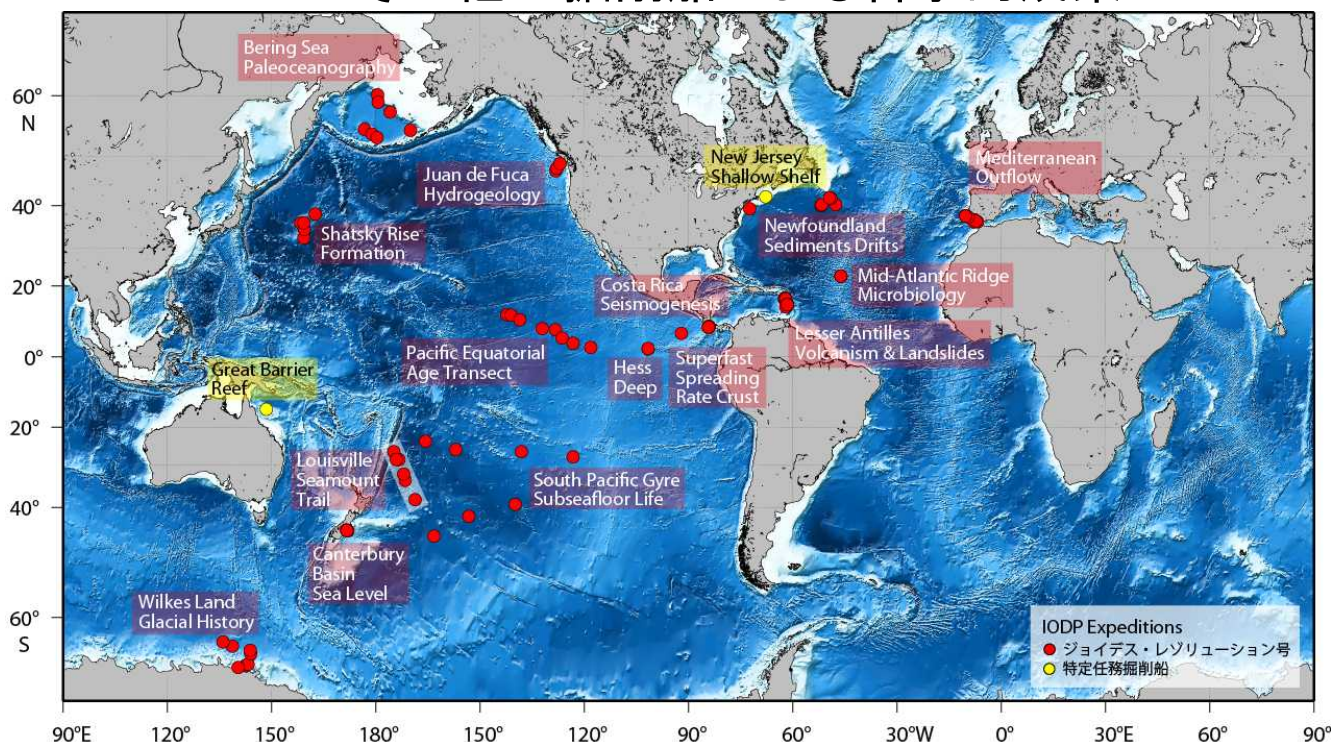 Bering Sea
Paleoceanography
60°
N
Juan de Fuca
Hydrogeology
New Jersey
Shallow Shelf
Mediterranean
Outflow
40°
Shatsky Rise
Formation
Newfoundland
Sediments Drifts
20°
Costa Rica
Seismogenesis
Mid-Atlantic Ridge
Microbiology
0°
Pacific Equatorial
Age Transect
Hess
Deep
Superfast
Spreading
Rate Crust
Lesser Antilles
Volcanism & Landslides
Great Barrier
Reef
20°
Louisville
Seamount
Trail
South Pacific Gyre
Subseafloor Life
40°
Canterbury
Basin
Sea Level
Wilkes Land
Glacial History
60°
S
IODP Expeditions
ジョイデス・レゾリューション号
特定任務掘削船
90°E 120° 150° 180° 150° 120° 90° 60° 30°W 0° 30°E 60° 90°